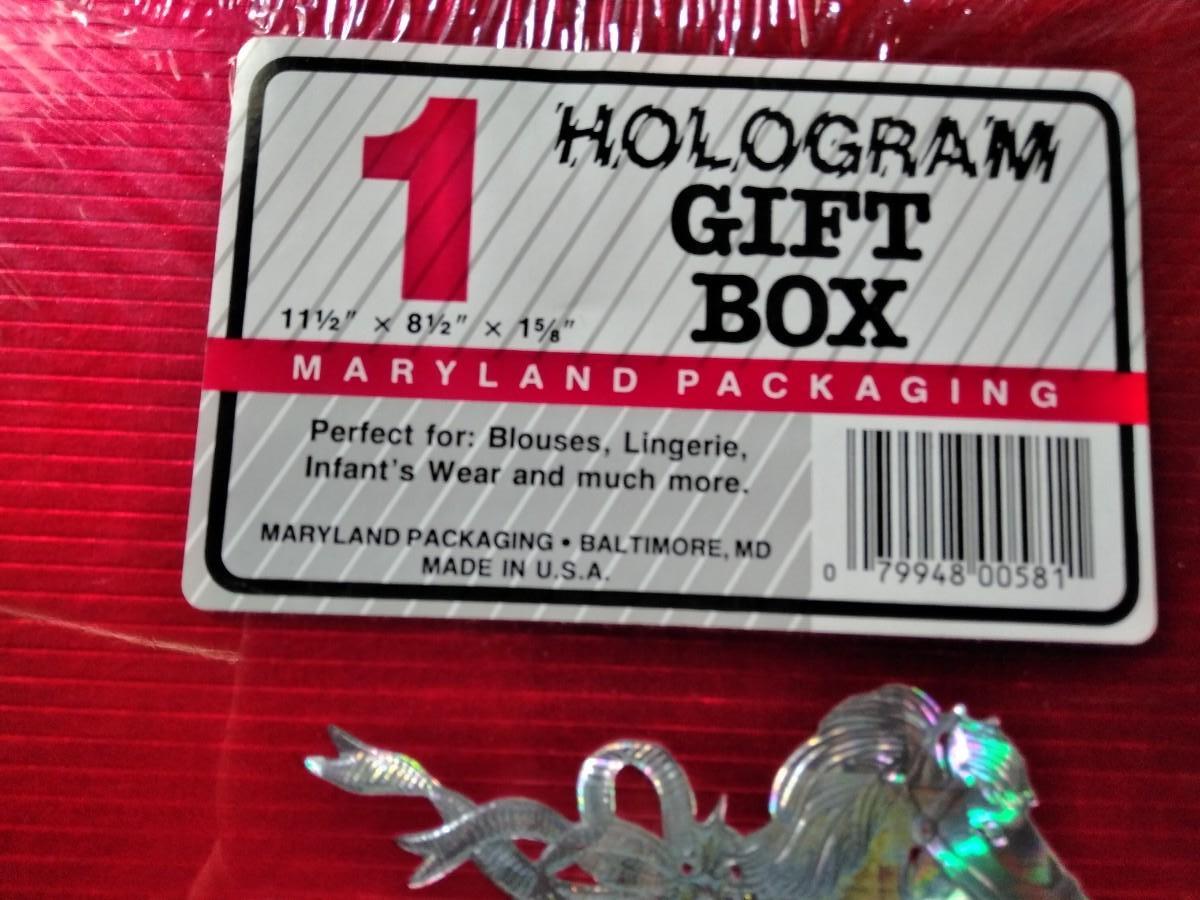 1
HOLOGRAM
GIFT
BOX
11½" × 8½" × 1⅝"
MARYLAND PACKAGING
Perfect for: Blouses, Lingerie,
Infant's Wear and much more.
MARYLAND PACKAGING • BALTIMORE, MD
MADE IN U.S.A.
0 79948 00581